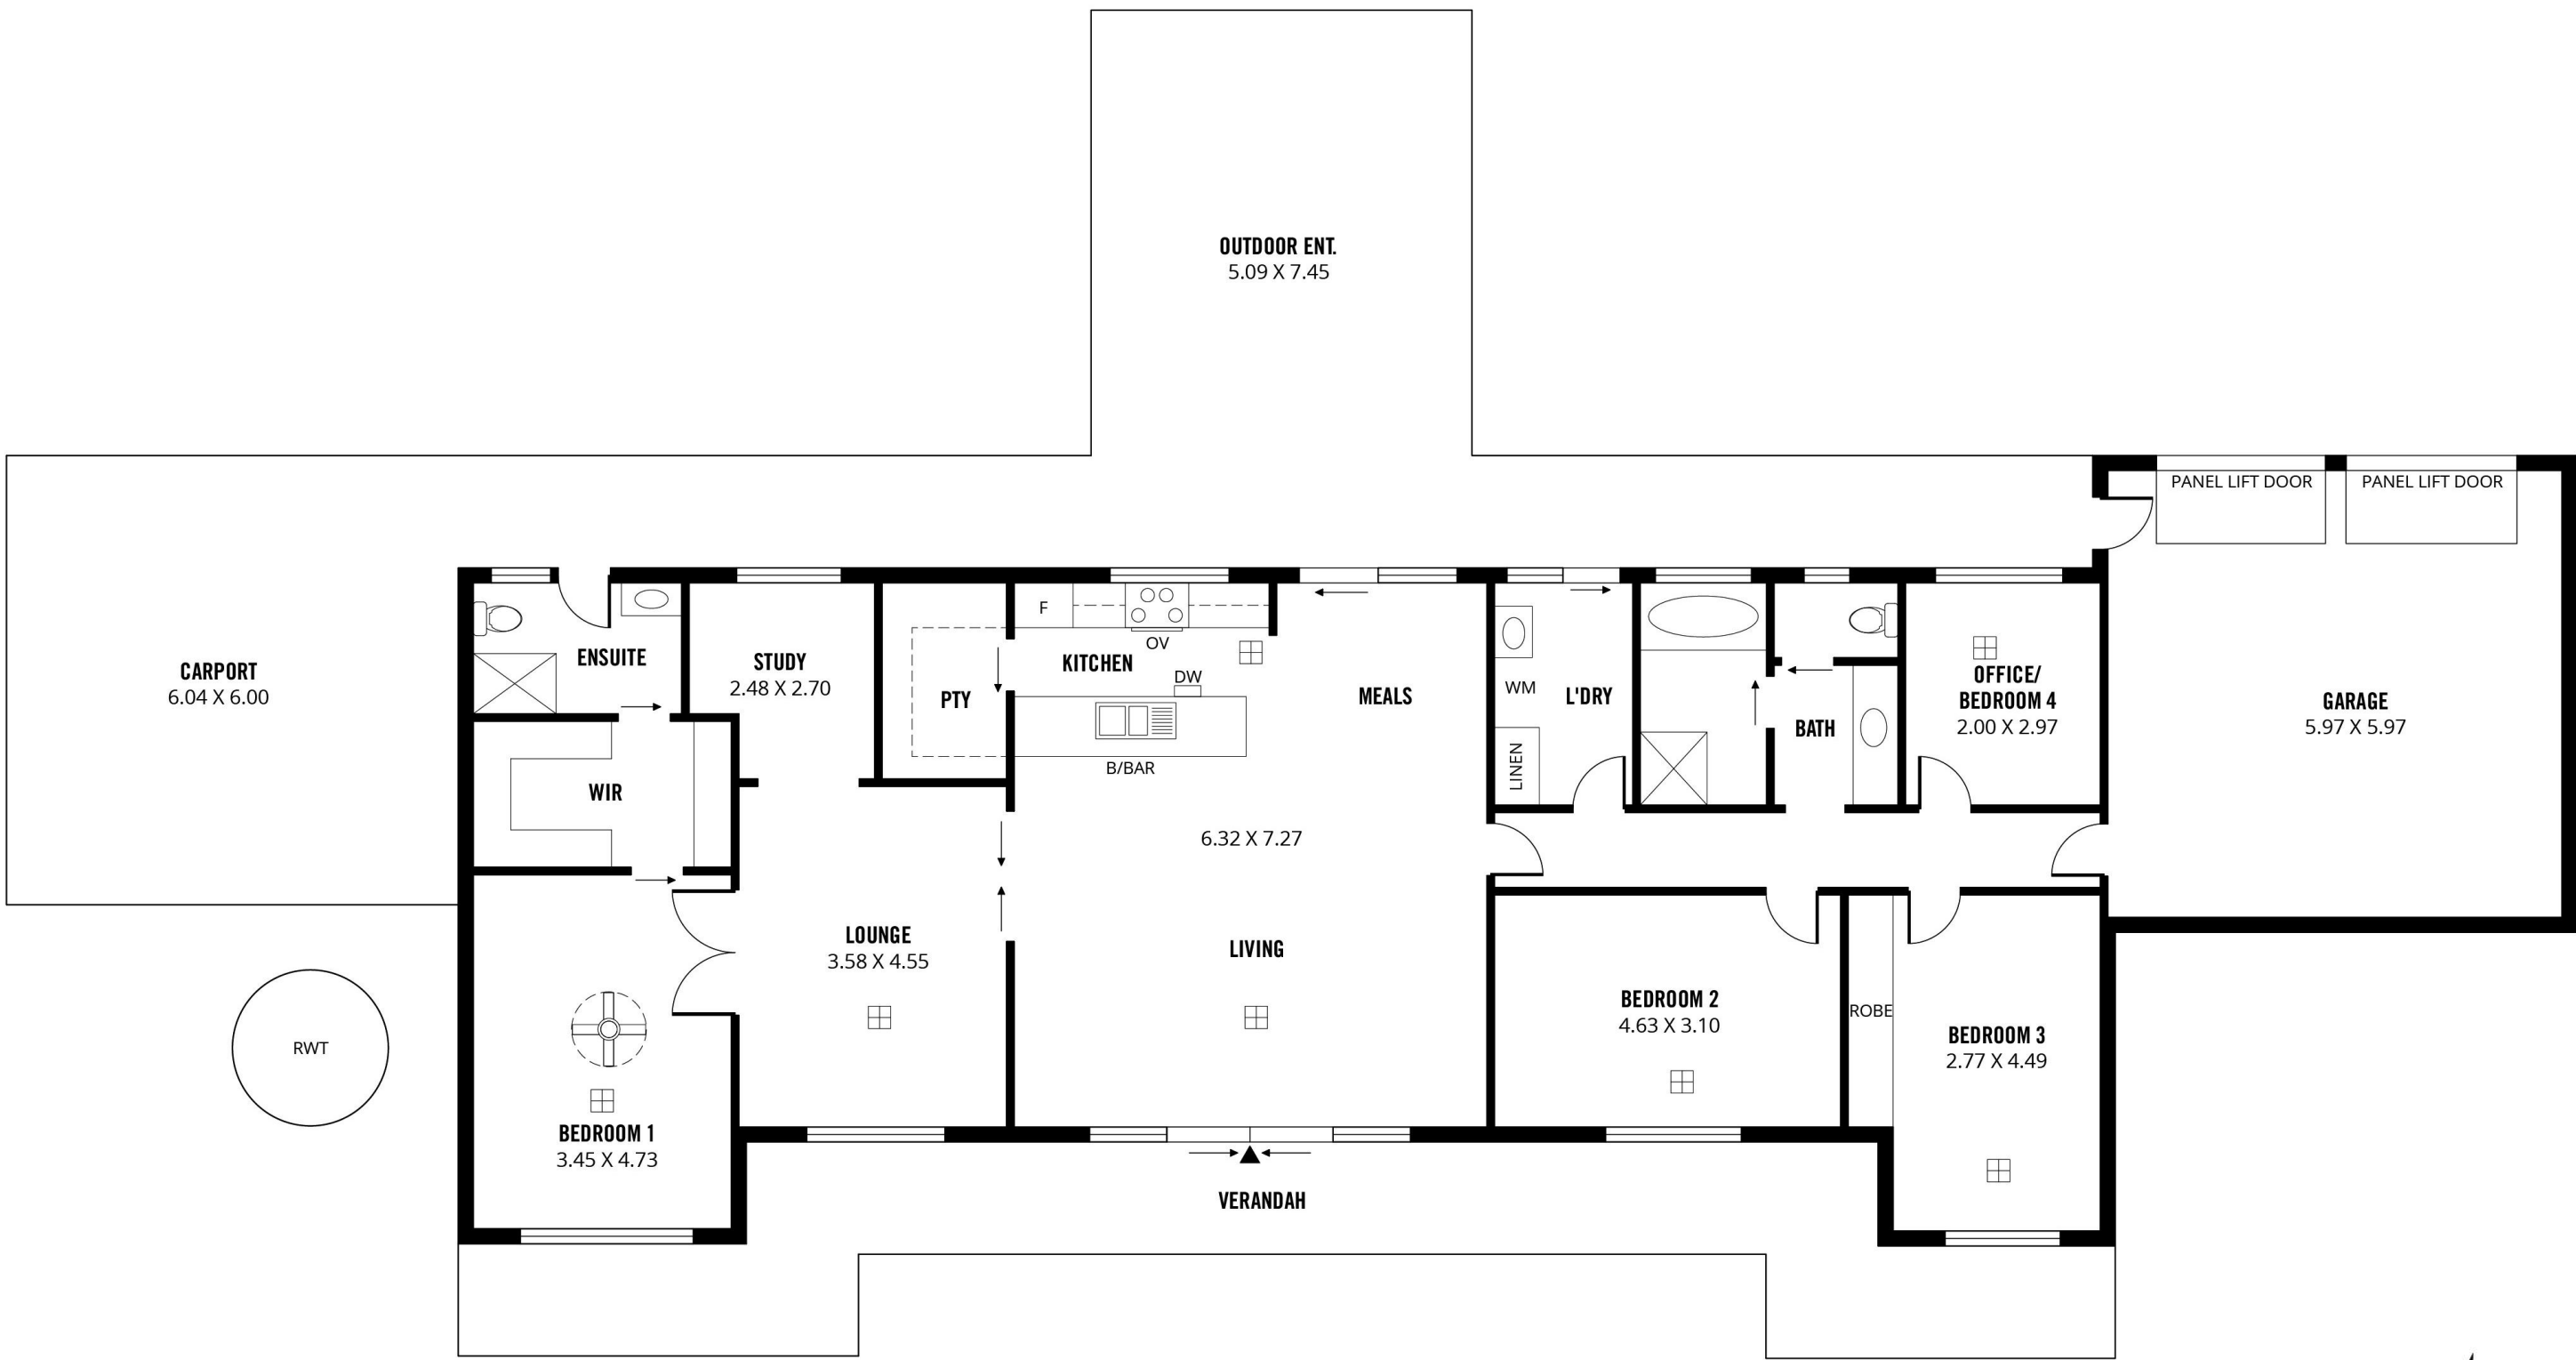 OUTDOOR ENT.
5.09 X 7.45
PANEL LIFT DOOR
PANEL LIFT DOOR
CARPORT
6.04 X 6.00
ENSUITE
STUDY
2.48 X 2.70
PTY
F
OV
KITCHEN
DW
B/BAR
MEALS
WM
L'DRY
LINEN
BATH
OFFICE/
BEDROOM 4
2.00 X 2.97
GARAGE
5.97 X 5.97
WIR
6.32 X 7.27
LOUNGE
3.58 X 4.55
LIVING
BEDROOM 2
4.63 X 3.10
ROBE
BEDROOM 3
2.77 X 4.49
RWT
BEDROOM 1
3.45 X 4.73
VERANDAH